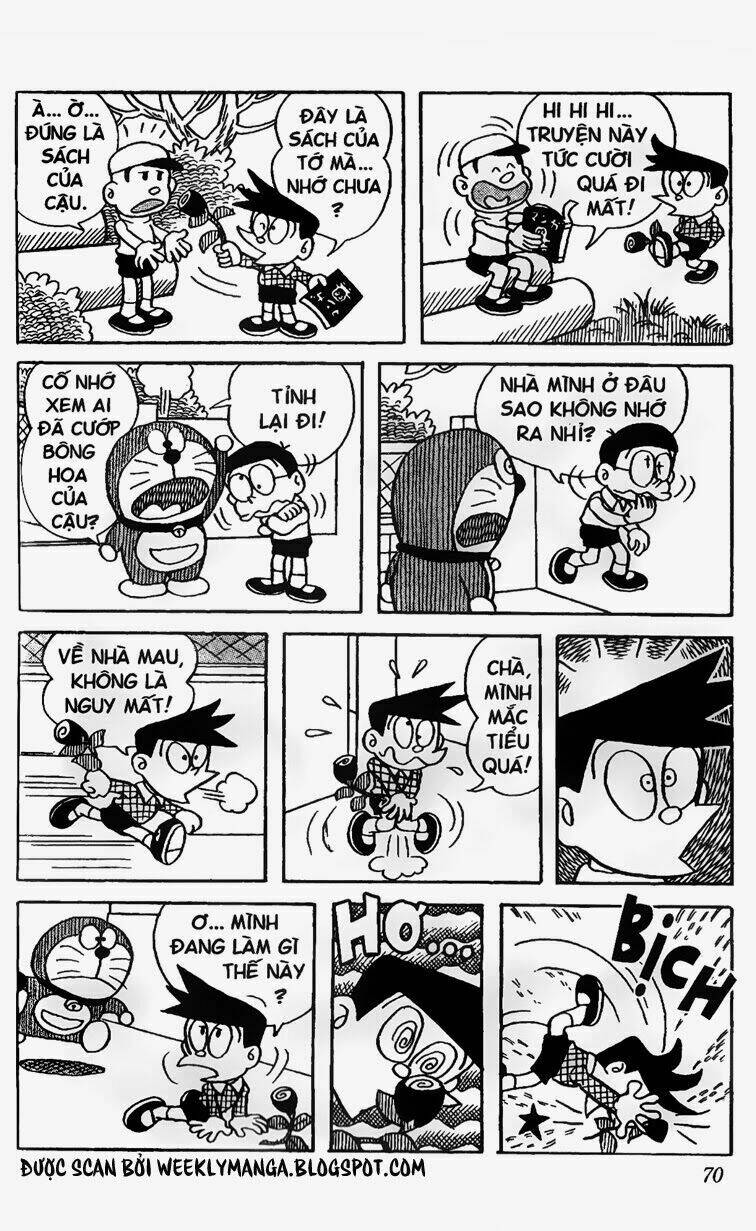 À... Ờ...
ĐÚNG LÀ
SÁCH
CỦA
CẬU.
ĐÂY LÀ
SÁCH CỦA
TỚ MÀ...
NHỚ CHƯA
?
HI HI HI...
TRUYỆN NÀY
TỨC CƯỜI
QUÁ ĐI
MẤT!
CỐ NHỚ
XEM AI
ĐÃ CƯỚP
BÔNG
HOA
CỦA
CẬU?
TỈNH
LẠI ĐI!
NHÀ MÌNH Ở ĐÂU
SAO KHÔNG NHỚ
RA NHỈ?
VỀ NHÀ MAU,
KHÔNG LÀ
NGUY MẤT!
CHÀ,
MÌNH
MẮC
TIỂU
QUÁ!
Ơ... MÌNH
ĐANG LÀM GÌ
THẾ NÀY
?
HƠ...
BỊCH
ĐƯỢC SCAN BỞI WEEKLYMANGA.BLOGSPOT.COM
70